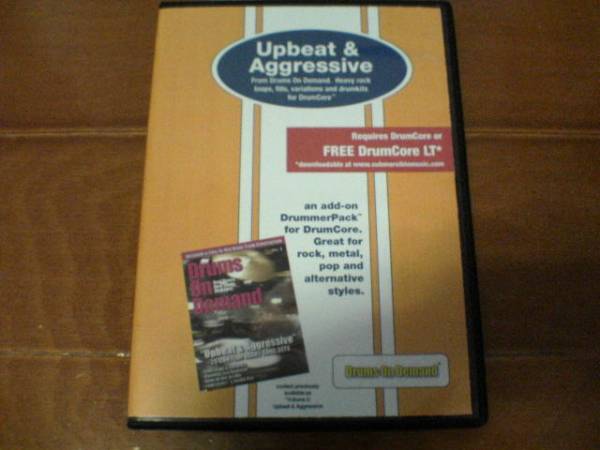 Upbeat &
Aggressive
From Drums On Demand. Heavy rock
loops, fills, variations and drumkits
for DrumCore™
Requires DrumCore or
FREE DrumCore LT*
*downloadable at www.submersiblemusic.com
an add-on
DrummerPack™
for DrumCore.
Great for
rock, metal,
pop and
alternative
styles.
Drums
On
Demand
"Upbeat & Aggressive"
Drums On Demand
content previously
available as
"Volume 2:
Upbeat & Aggressive